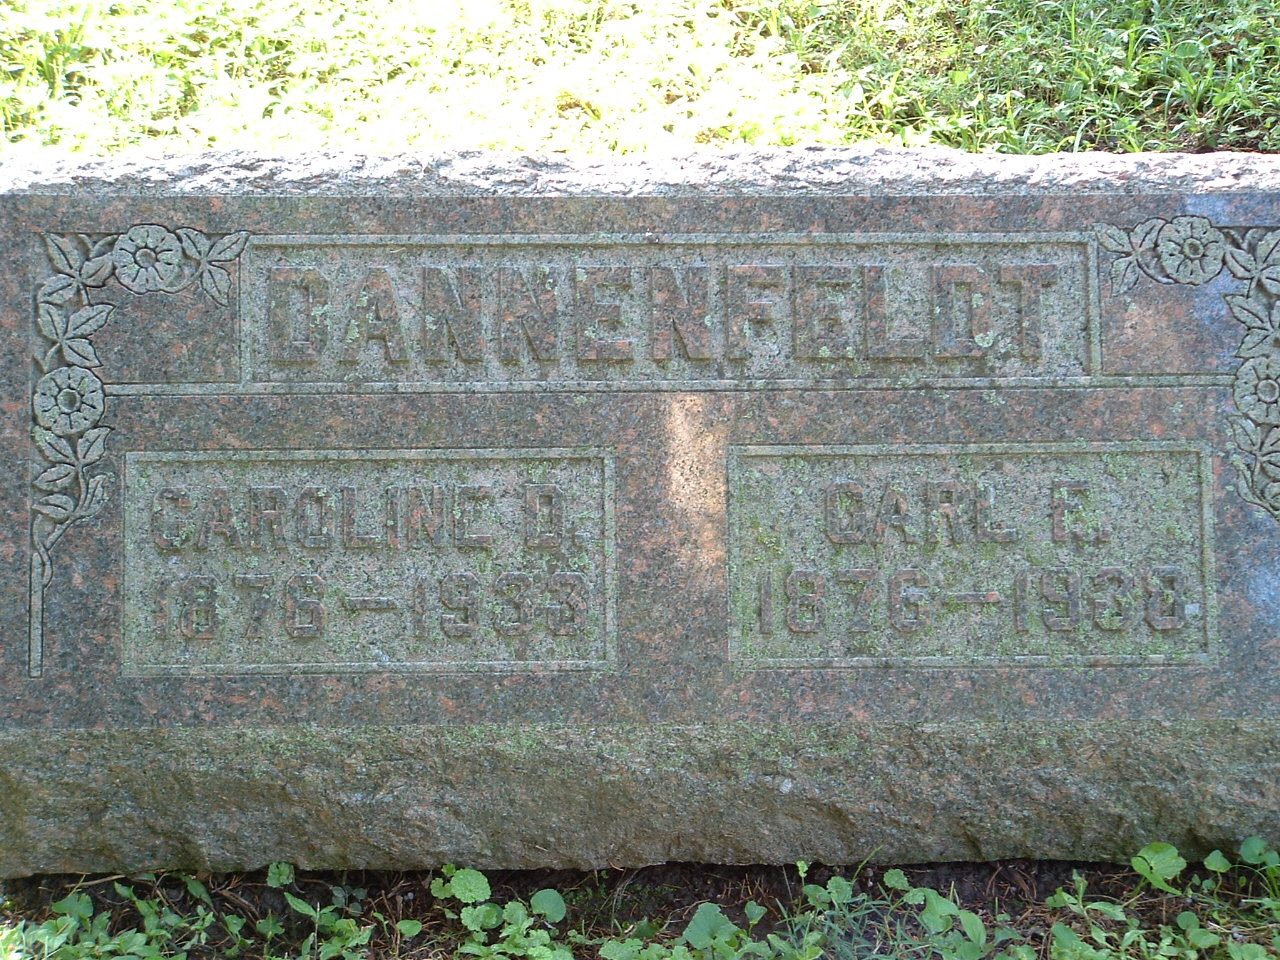 DANNENFELDT
CAROLINE D.
1876—1933
CARL F.
1876—1938